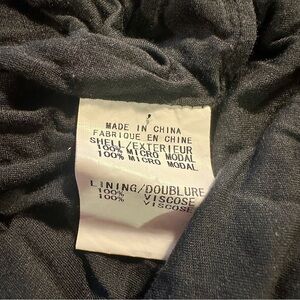 MADE IN CHINA
FABRIQUE EN CHINE
SHELL/EXTERIEUR
100% MICRO MODAL
100% MICRO MODAL
LINING/DOUBLURE
100% VISCOSE
100% VISCOSE